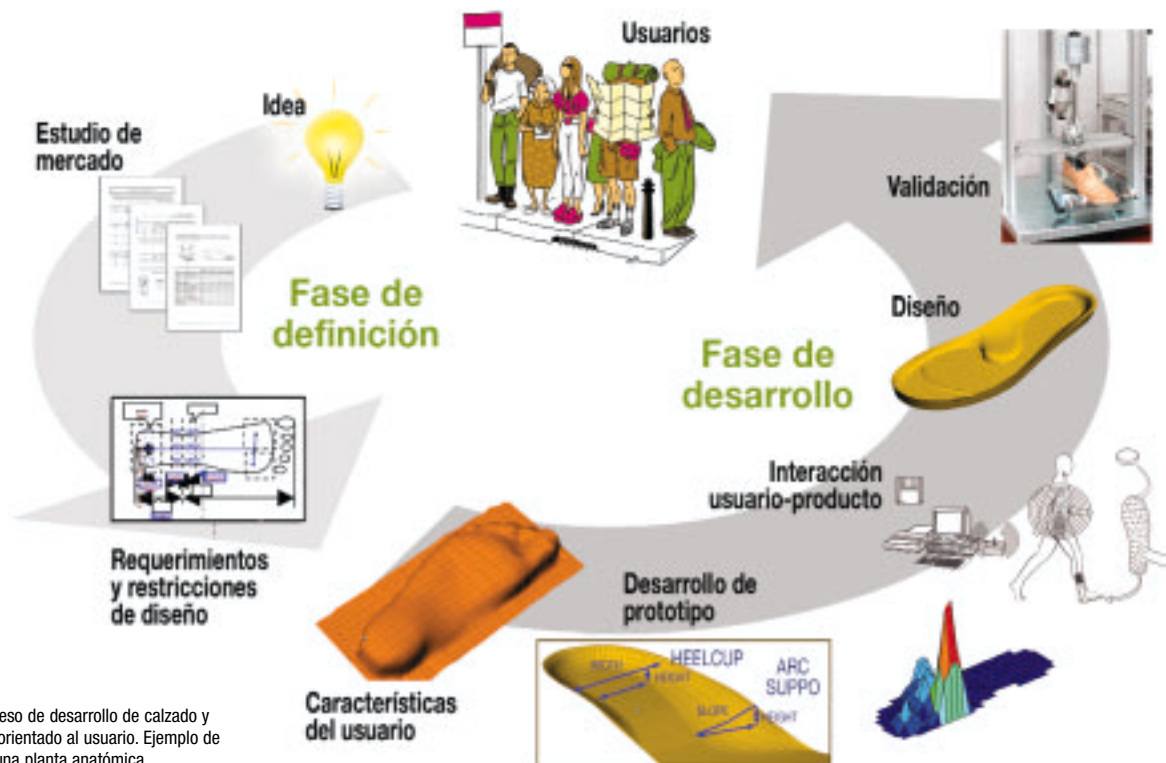 Usuarios
Idea
Estudio de
mercado
Validación
Fase de
definición
Diseño
Fase de
desarrollo
Interacción
usuario-producto
Requerimientos
y restricciones
de diseño
Desarrollo de
prototipo
HEELCUP
HEIGHT
ARC
SUPPO
SLOPE
HEIGHT
Características
del usuario
eso de desarrollo de calzado y
orientado al usuario. Ejemplo de
una planta anatómica